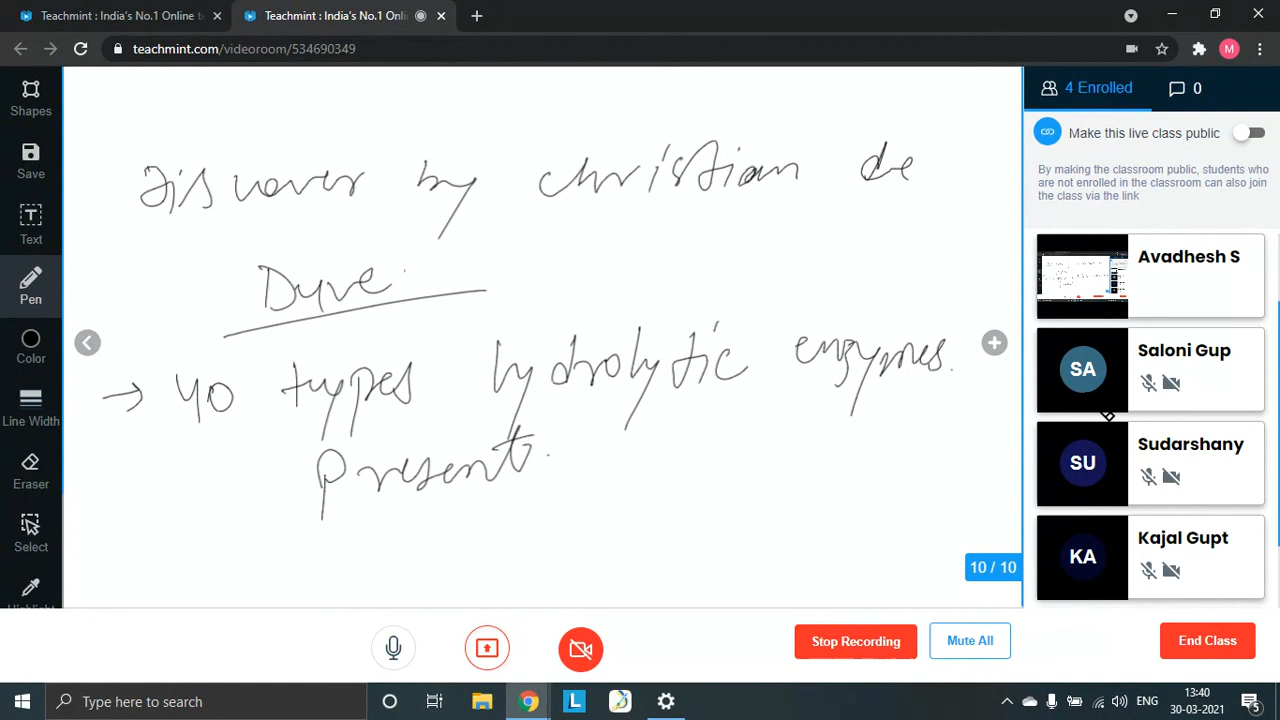 Teachmint : India's No.1 Online ta
Teachmint : India's No.1 Onli
teachmint.com/videoroom/534690349
M
Shapes
Save
Text
Pen
Color
Line Width
Eraser
Select
Discover by christian de
Dyve
→ 40 types hydrolytic enzymes.
present.
10 / 10
4 Enrolled
0
Make this live class public
By making the classroom public, students who
are not enrolled in the classroom can also join
the class via the link
Avadhesh S
SA
Saloni Gup
SU
Sudarshany
KA
Kajal Gupt
Stop Recording
Mute All
End Class
Type here to search
L
ENG
13:40
30-03-2021
5